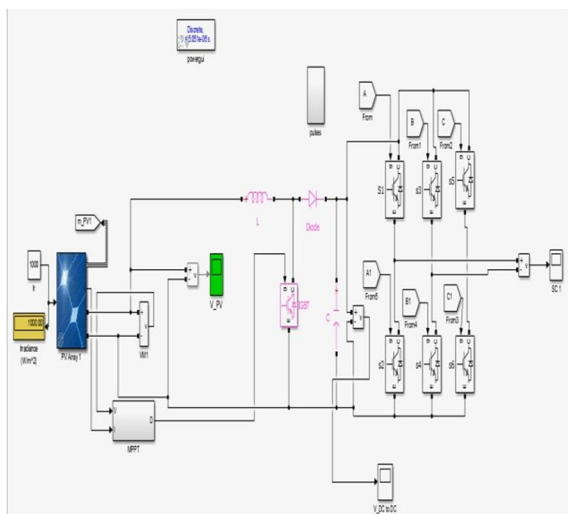 Discrete,
powergui
pulses
A
From
B
From1
C
From2
S1
s3
s5
m_PV1
1000
Ir
1000.00
Irradiance
(W/m^2)
PV Array 1
VM1
V_PV
L
Diode
IGBT
C
MPPT
V
I
D
A1
From5
B1
From4
C1
From3
s2
s4
s6
SC 1
V_DC to DC